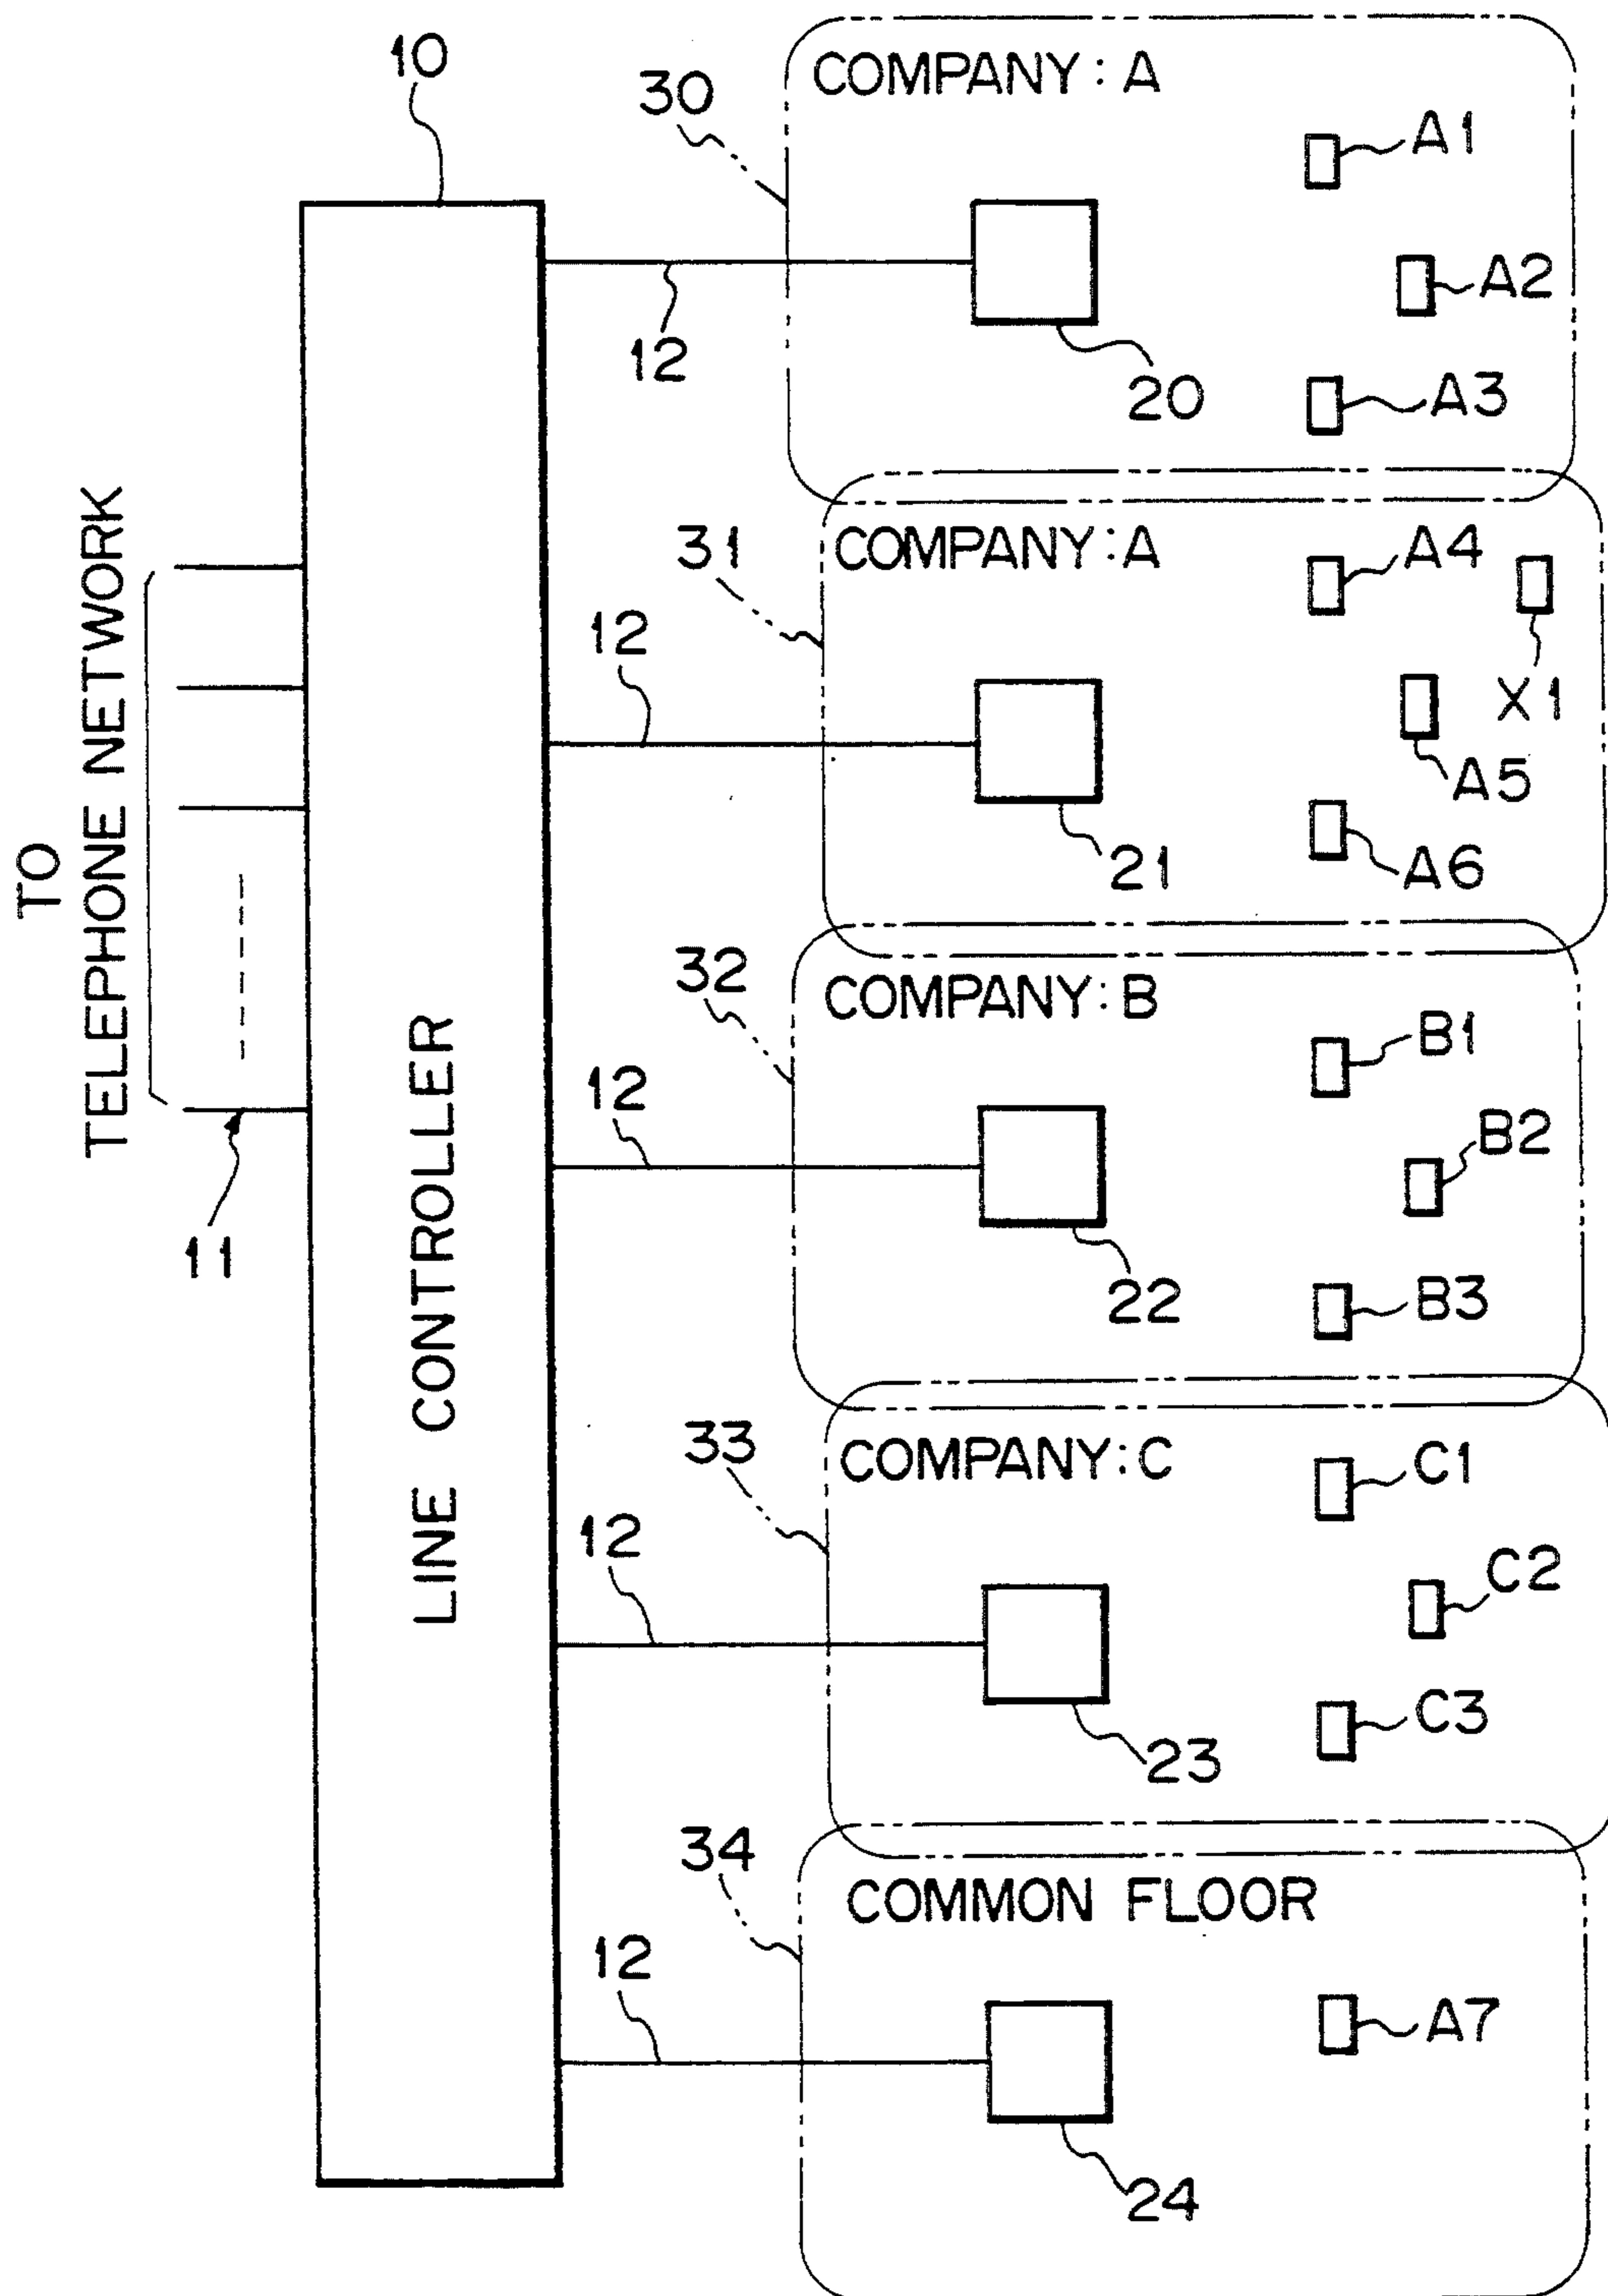 10
COMPANY: A
30
A1
A2
12
20
A3
TO
TELEPHONE NETWORK
31
COMPANY: A
A4
12
X1
A5
21
A6
32
COMPANY: B
B1
12
B2
11
22
B3
LINE CONTROLLER
33
COMPANY: C
C1
12
C2
C3
23
34
COMMON FLOOR
12
A7
24